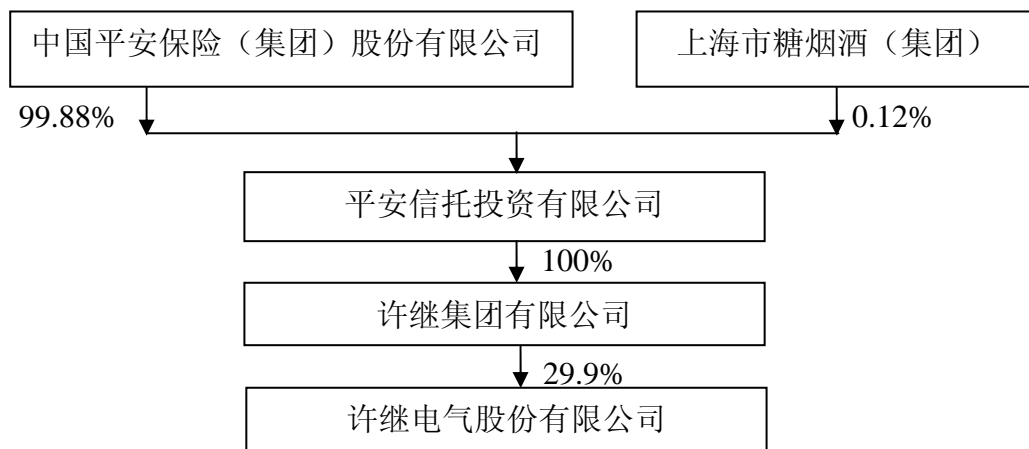 中国平安保险（集团）股份有限公司
上海市糖烟酒（集团）
99.88%
0.12%
平安信托投资有限公司
100%
许继集团有限公司
29.9%
许继电气股份有限公司